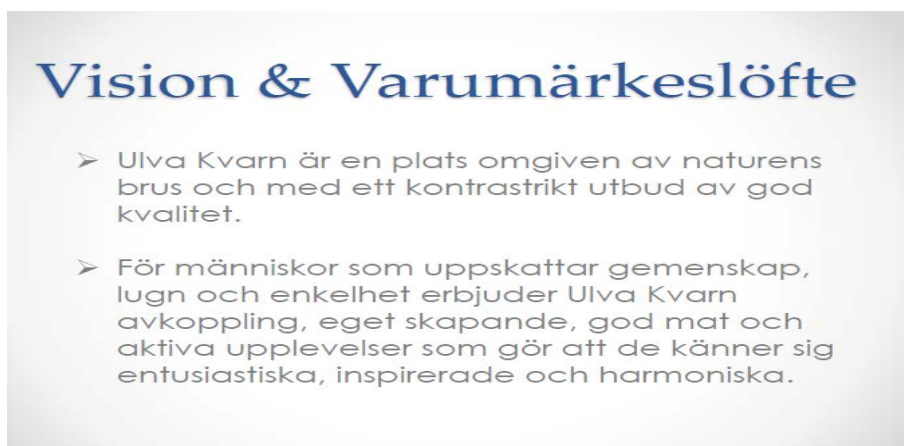 Vision & Varumärkeslöfte
➢ Ulva Kvarn är en plats omgiven av naturens
brus och med ett kontrastrikt utbud av god
kvalitet.
➢ För människor som uppskattar gemenskap,
lugn och enkelhet erbjuder Ulva Kvarn
avkoppling, eget skapande, god mat och
aktiva upplevelser som gör att de känner sig
entusiastiska, inspirerade och harmoniska.